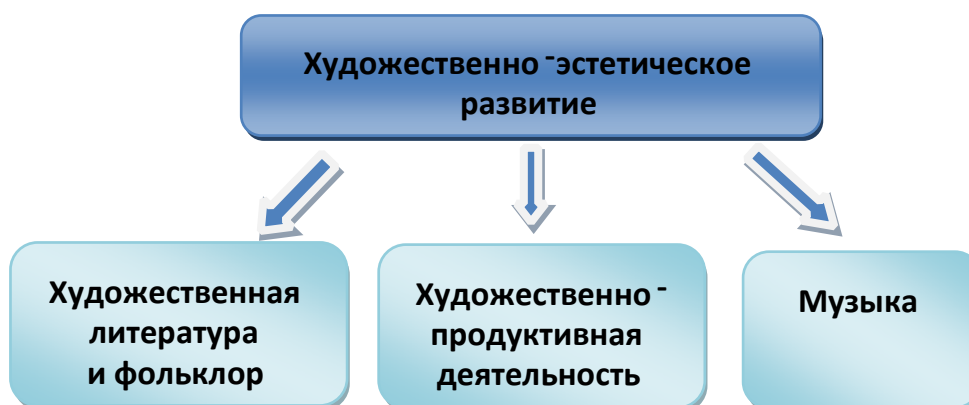 Художественно -эстетическое
развитие
Художественная
литература
и фольклор
Художественно -
продуктивная
деятельность
Музыка